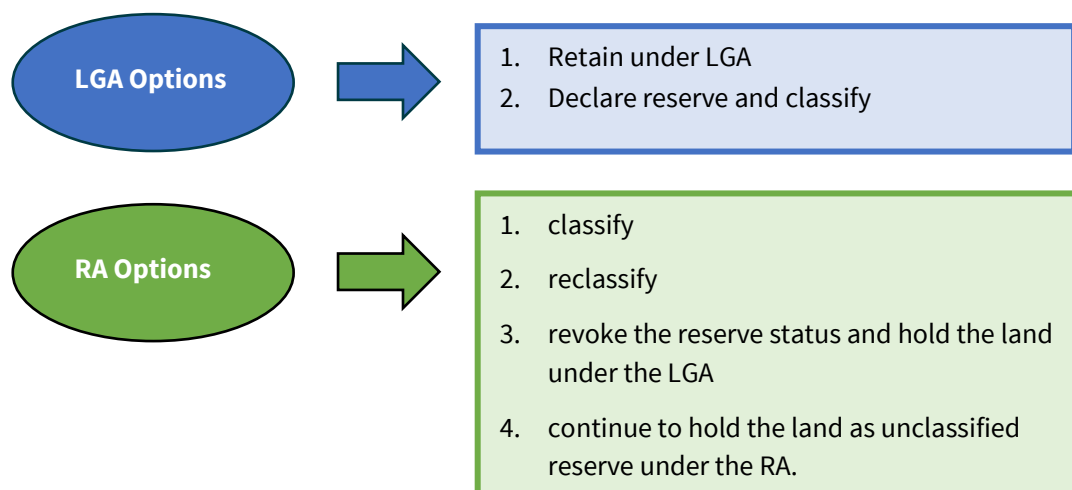 LGA Options
1. Retain under LGA
2. Declare reserve and classify
RA Options
1. classify
2. reclassify
3. revoke the reserve status and hold the land
under the LGA
4. continue to hold the land as unclassified
reserve under the RA.